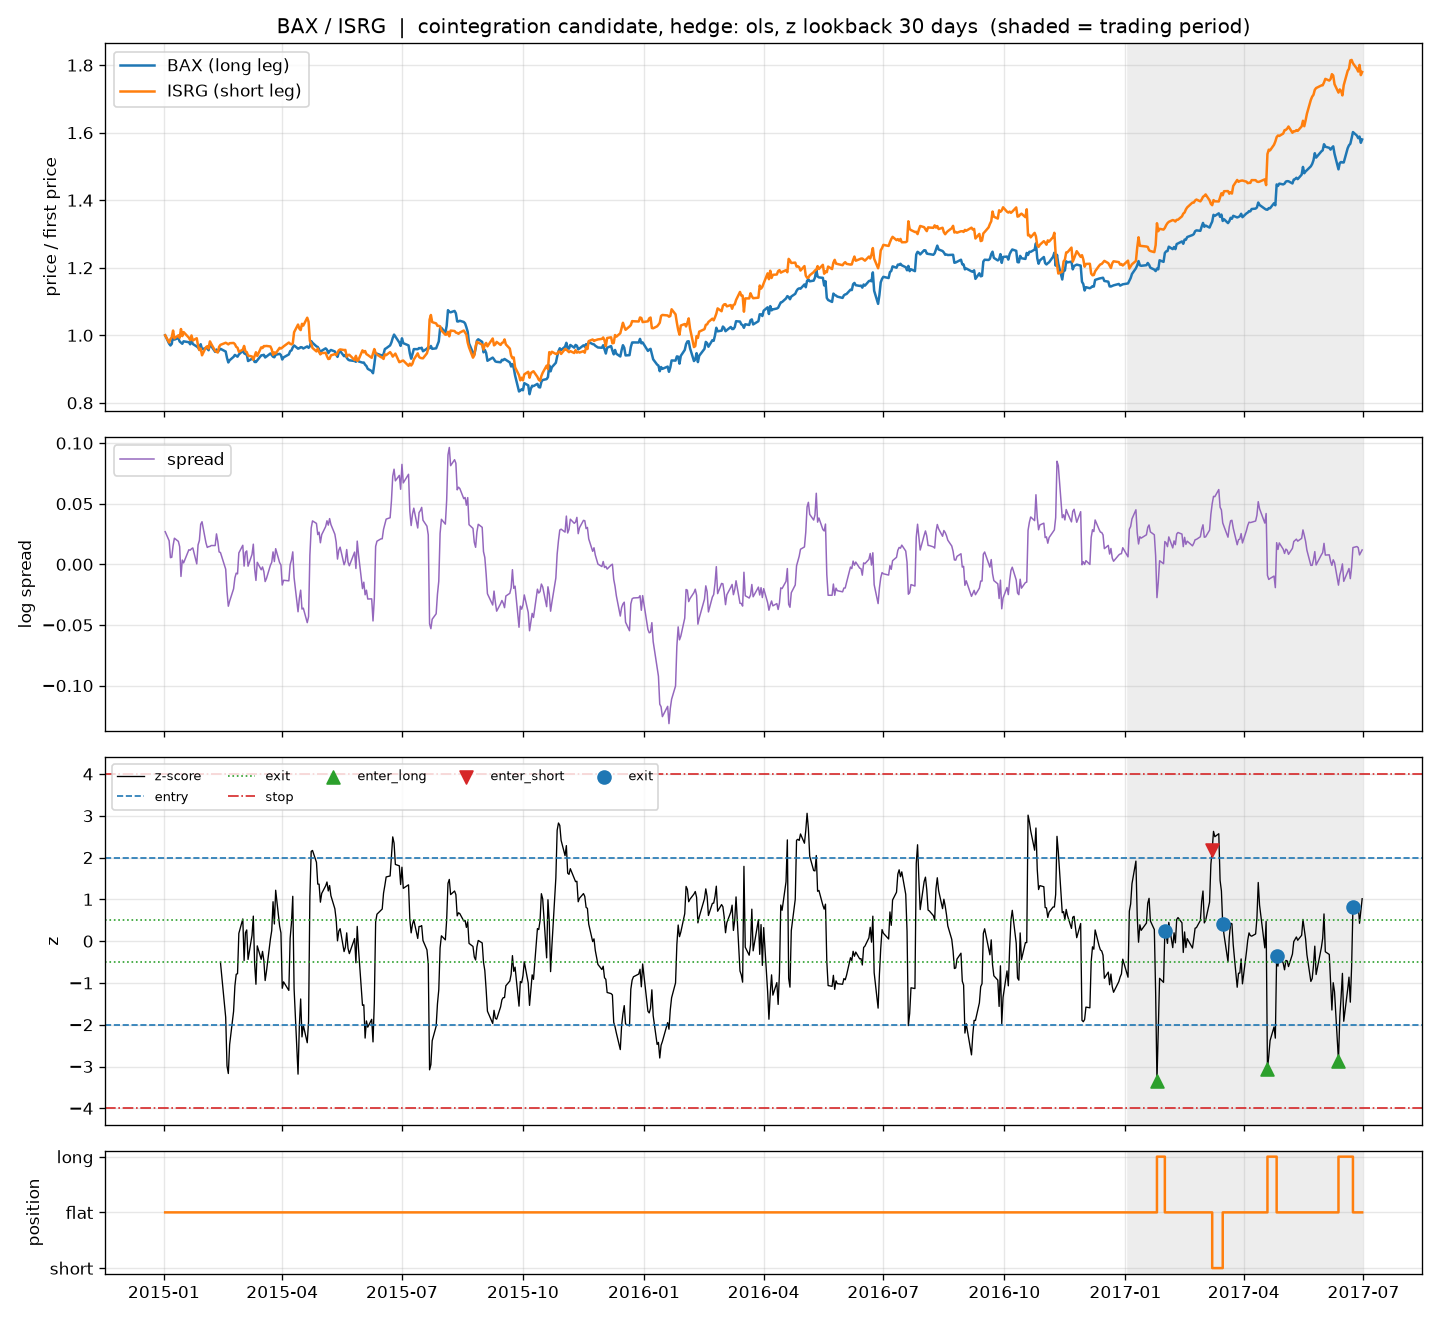 BAX / ISRG  |  cointegration candidate, hedge: ols, z lookback 30 days  (shaded = trading period)
BAX (long leg)
ISRG (short leg)
price / first price
1.8
1.6
1.4
1.2
1.0
0.8
spread
log spread
0.10
0.05
0.00
−0.05
−0.10
z-score
entry
exit
stop
enter_long
enter_short
exit
z
4
3
2
1
0
−1
−2
−3
−4
position
long
flat
short
2015-01
2015-04
2015-07
2015-10
2016-01
2016-04
2016-07
2016-10
2017-01
2017-04
2017-07